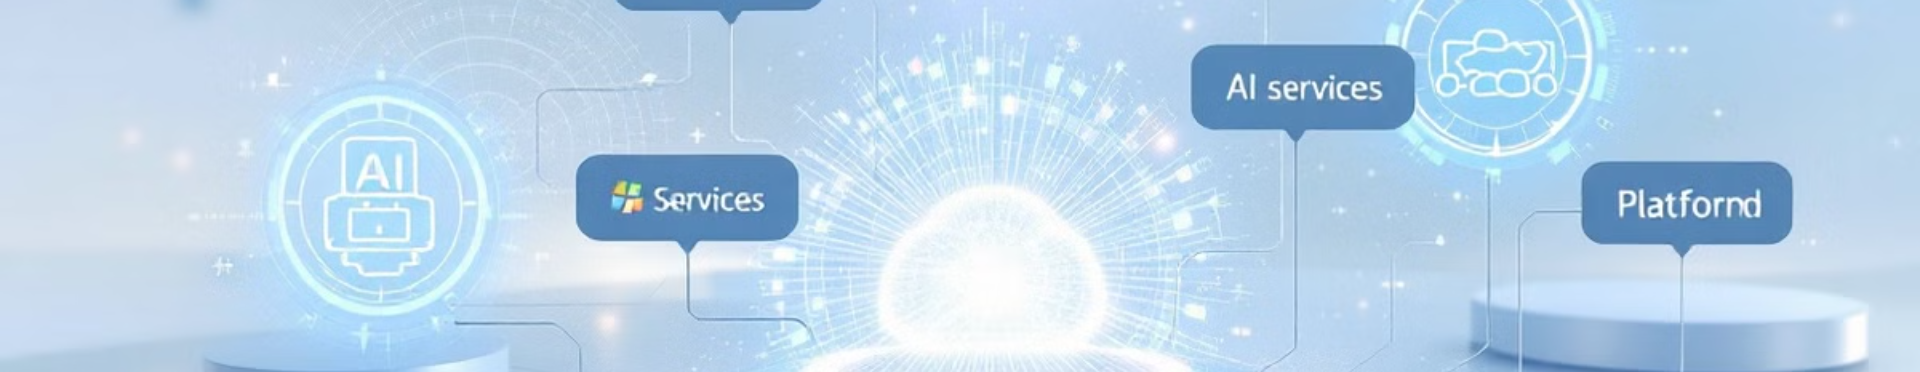 AI services
AI
Services
Platfornd